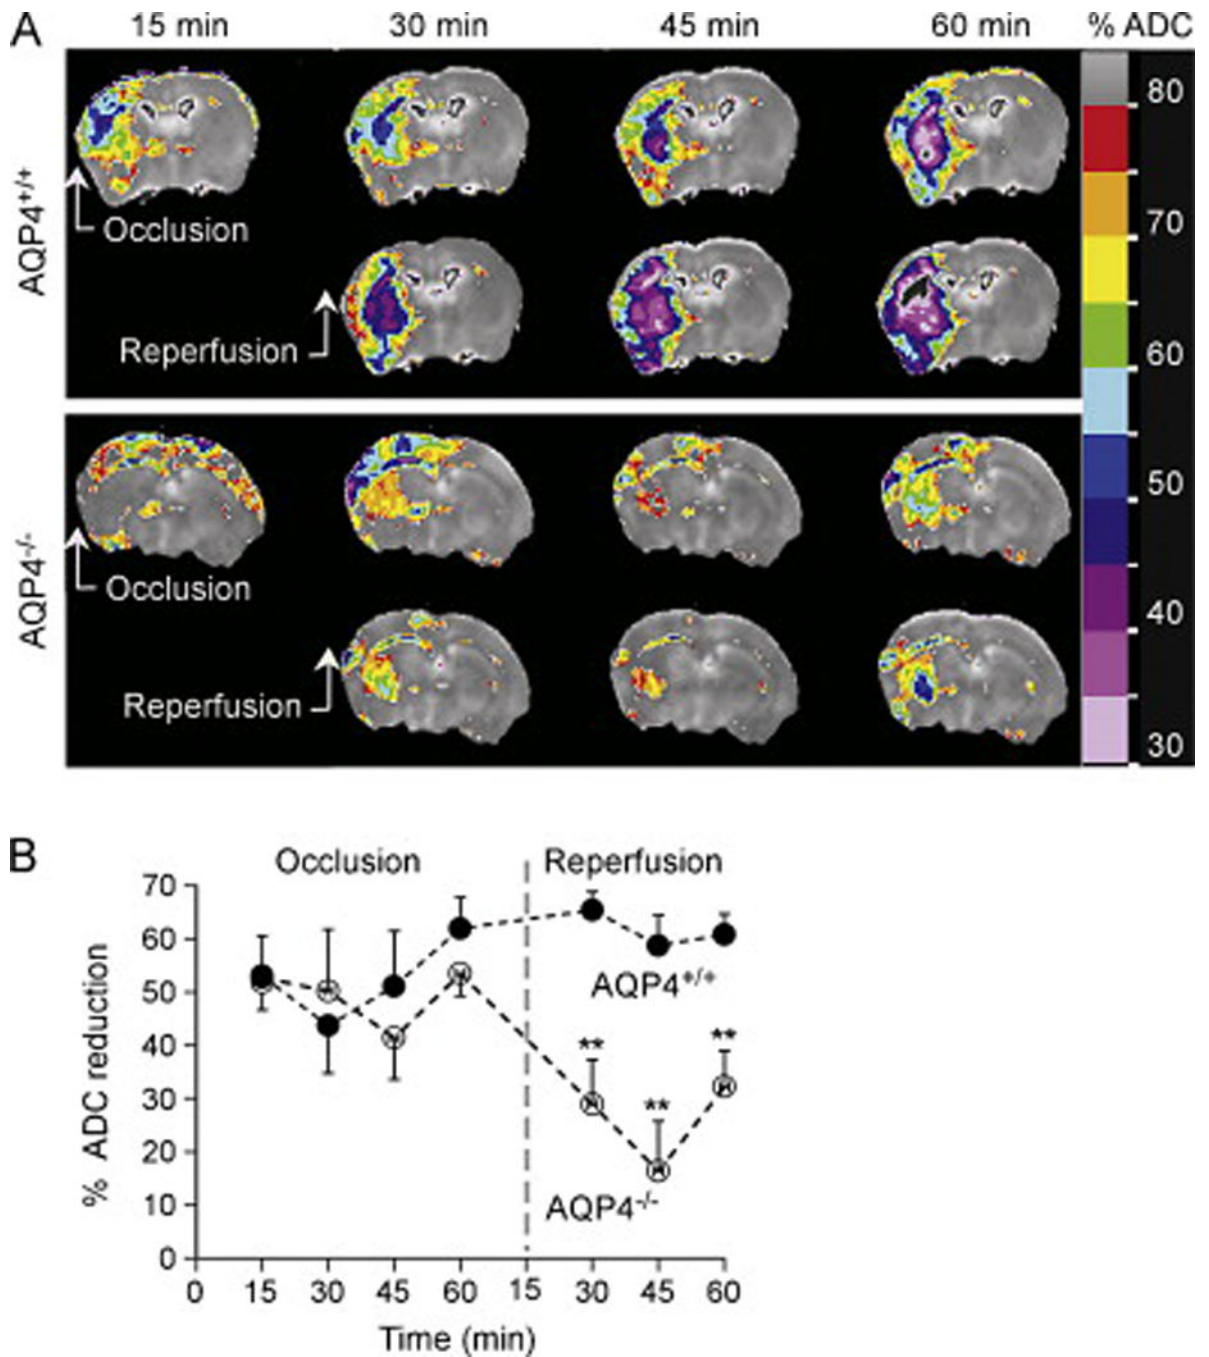 A 15 min 30 min 45 min 60 min % ADC
80
AQP4+/+
Occlusion
70
Reperfusion
60
50
AQP4-/-
Occlusion
40
Reperfusion
30
B Occlusion Reperfusion
70
60
50
40
30
20
10
0
% ADC reduction
AQP4+/+
**
**
**
AQP4-/-
0 15 30 45 60 15 30 45 60
Time (min)